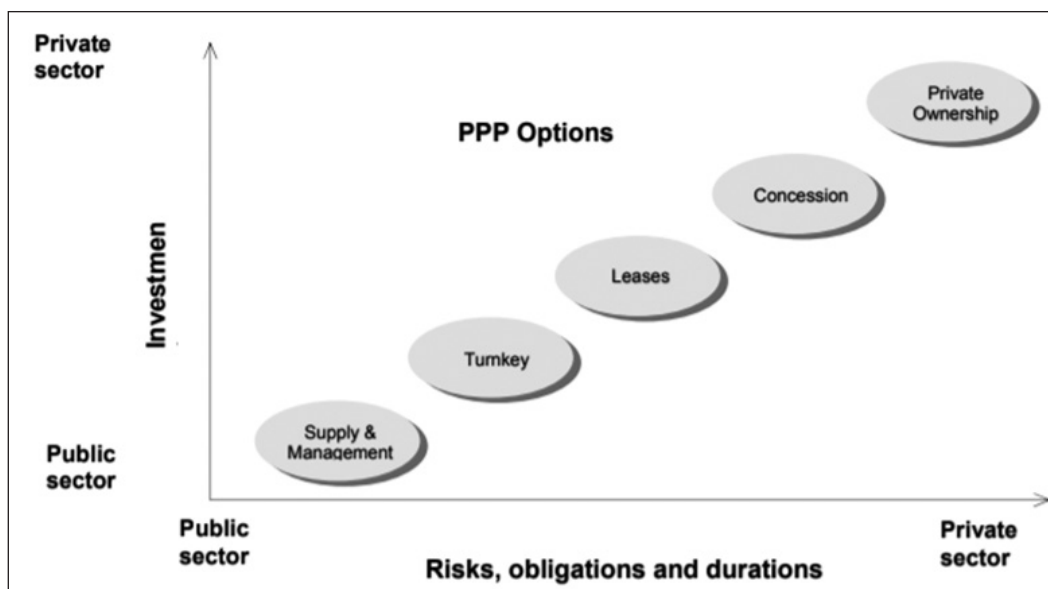 Private
sector
PPP Options
Private
Ownership
Concession
Leases
Turnkey
Supply &
Management
Investmen
Public
sector
Public
sector
Private
sector
Risks, obligations and durations